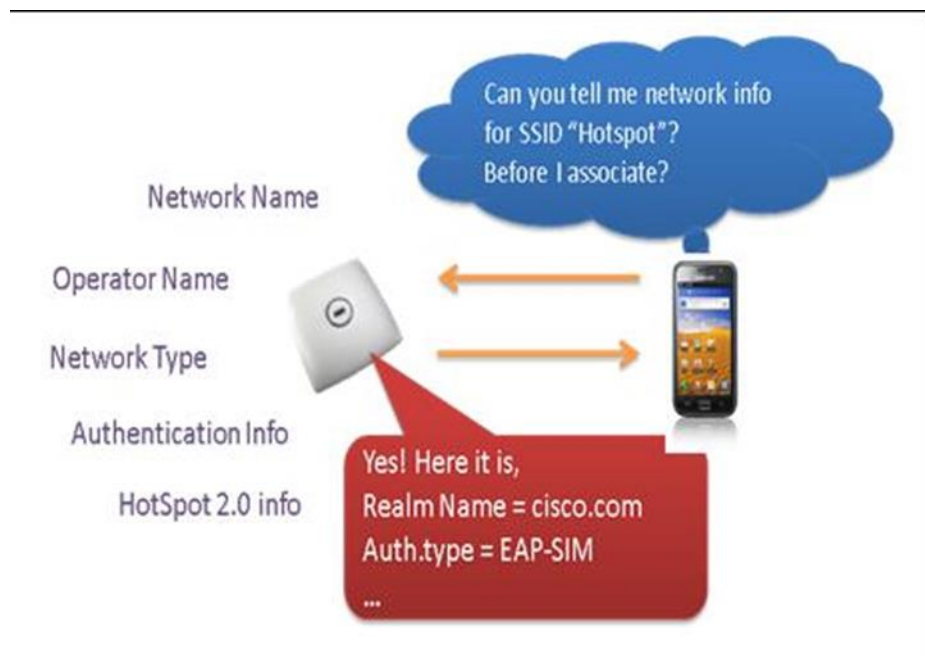 Can you tell me network info
for SSID “Hotspot”?
Before I associate?
Network Name
Operator Name
Network Type
Authentication Info
HotSpot 2.0 info
Yes! Here it is,
Realm Name = cisco.com
Auth.type = EAP-SIM
...